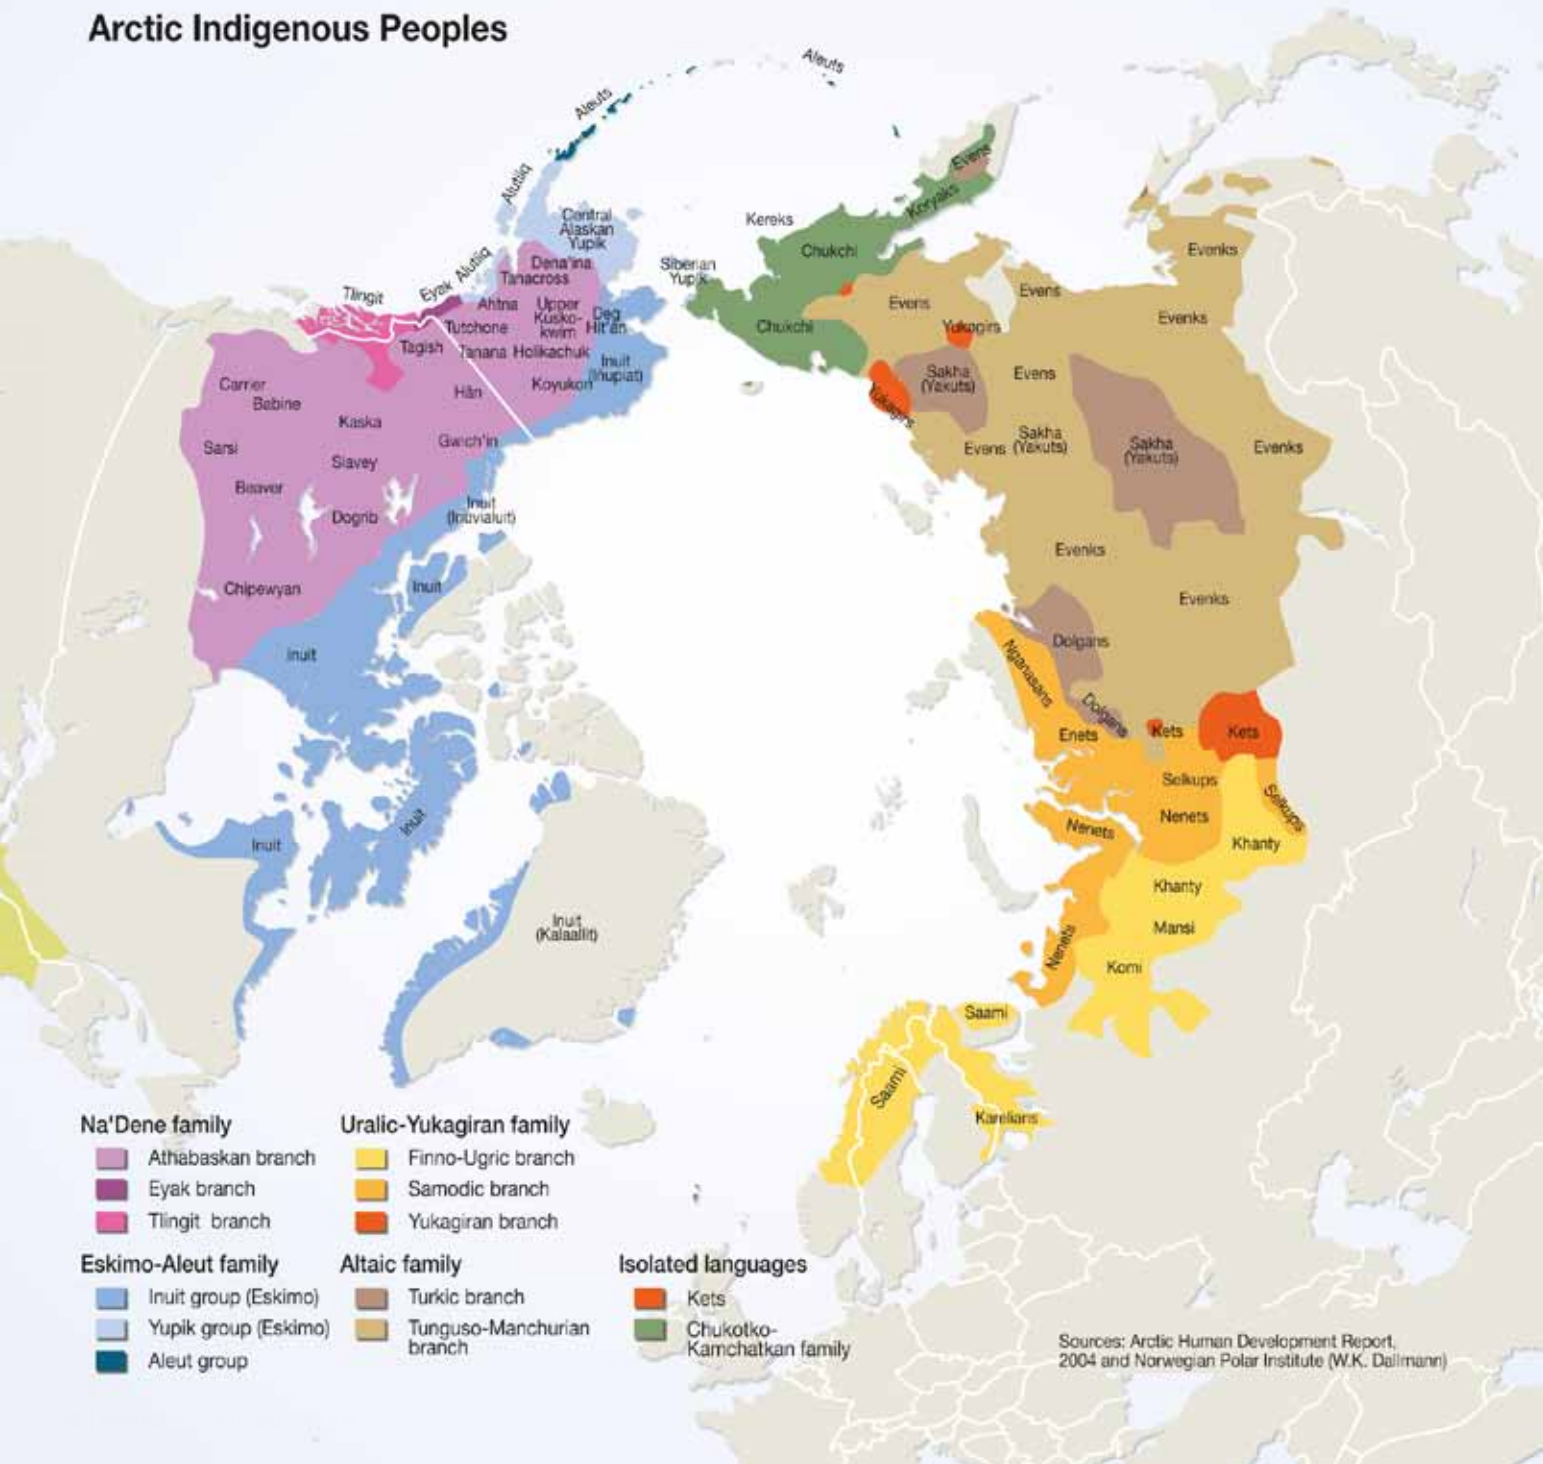 Arctic Indigenous Peoples
Aleuts
Aleuts
Alutiiq
Evens
Koryaks
Kereks
Chukchi
Central
Alaskan
Yupik
Siberian
Yupik
Evenks
Dena'ina
Tanacross
Alutiiq
Eyak
Tlingit
Ahtna
Upper
Kusko-
kwim
Deg
Hit'an
Tutchone
Tagish
Tanana
Holikachuk
Inuit
(Iñupiat)
Koyukon
Hän
Chukchi
Evens
Evens
Yukagirs
Evenks
Sakha
(Yakuts)
Evens
Yukagirs
Carrier
Babine
Kaska
Sarsi
Gwich'in
Slavey
Beaver
Dogrib
Inuit
(Inuvialuit)
Evens
Sakha
(Yakuts)
Sakha
(Yakuts)
Evenks
Evenks
Chipewyan
Inuit
Evenks
Inuit
Dolgans
Nganasans
Dolgans
Enets
Kets
Kets
Selkups
Selkups
Nenets
Nenets
Khanty
Inuit
Inuit
Khanty
Mansi
Inuit
(Kalaallit)
Nenets
Komi
Saami
Saami
Karelians
Na'Dene family
Athabaskan branch
Eyak branch
Tlingit branch
Eskimo-Aleut family
Inuit group (Eskimo)
Yupik group (Eskimo)
Aleut group
Uralic-Yukagiran family
Finno-Ugric branch
Samodic branch
Yukagiran branch
Altaic family
Turkic branch
Tunguso-Manchurian
branch
Isolated languages
Kets
Chukotko-
Kamchatkan family
Sources: Arctic Human Development Report,
2004 and Norwegian Polar Institute (W.K. Dallmann)